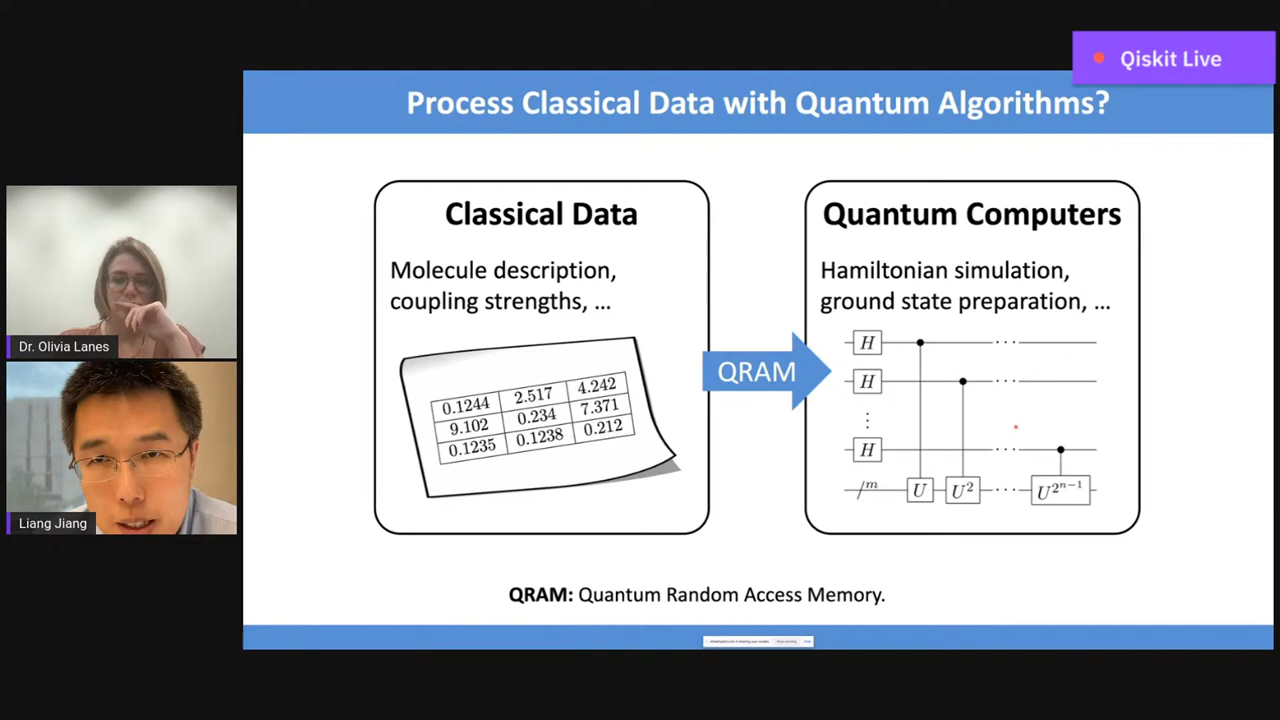 Qiskit Live
Process Classical Data with Quantum Algorithms?
Classical Data
Molecule description,
coupling strengths, ...
0.1244 2.517 4.242
9.102 0.234 7.371
0.1235 0.1238 0.212
QRAM
Quantum Computers
Hamiltonian simulation,
ground state preparation, ...
H
H
H
m
U U² ... U^{2^{n-1}}
QRAM: Quantum Random Access Memory.
Dr. Olivia Lanes
Liang Jiang